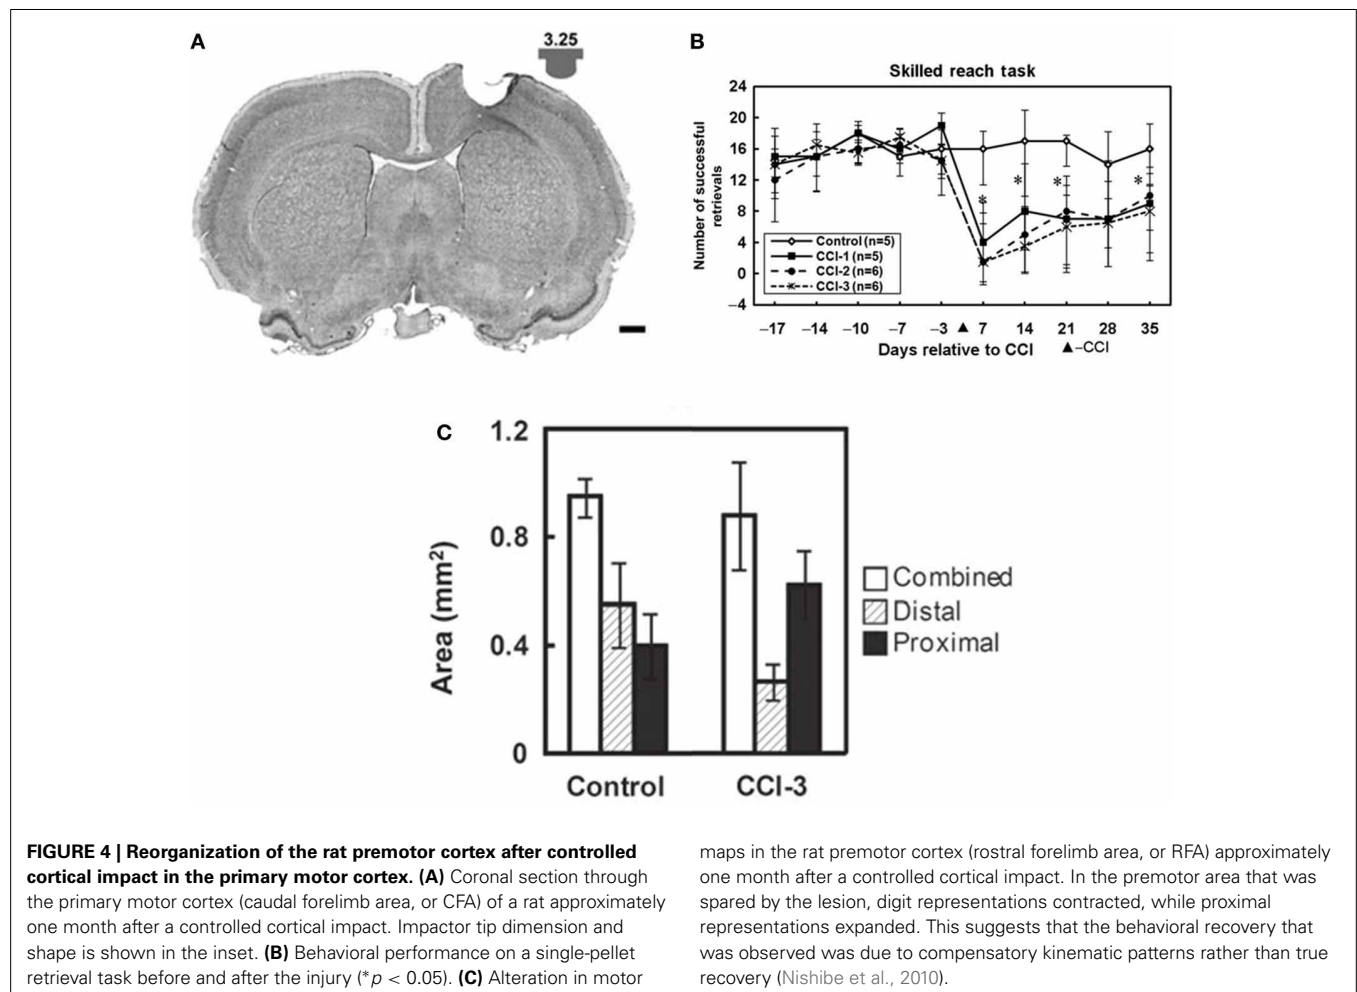 A
3.25
B
Skilled reach task
Number of successful
retrievals
24
20
16
12
8
4
0
−4
Control (n=5)
CCI-1 (n=5)
CCI-2 (n=6)
CCI-3 (n=6)
* * * *
−17 −14 −10 −7 −3 ▲ 7 14 21 28 35
Days relative to CCI ▲−CCI
C
Area (mm²)
1.2
0.8
0.4
0
Control CCI-3
Combined
Distal
Proximal
FIGURE 4 | Reorganization of the rat premotor cortex after controlled
cortical impact in the primary motor cortex. (A) Coronal section through
the primary motor cortex (caudal forelimb area, or CFA) of a rat approximately
one month after a controlled cortical impact. Impactor tip dimension and
shape is shown in the inset. (B) Behavioral performance on a single-pellet
retrieval task before and after the injury (*p < 0.05). (C) Alteration in motor
maps in the rat premotor cortex (rostral forelimb area, or RFA) approximately
one month after a controlled cortical impact. In the premotor area that was
spared by the lesion, digit representations contracted, while proximal
representations expanded. This suggests that the behavioral recovery that
was observed was due to compensatory kinematic patterns rather than true
recovery (Nishibe et al., 2010).